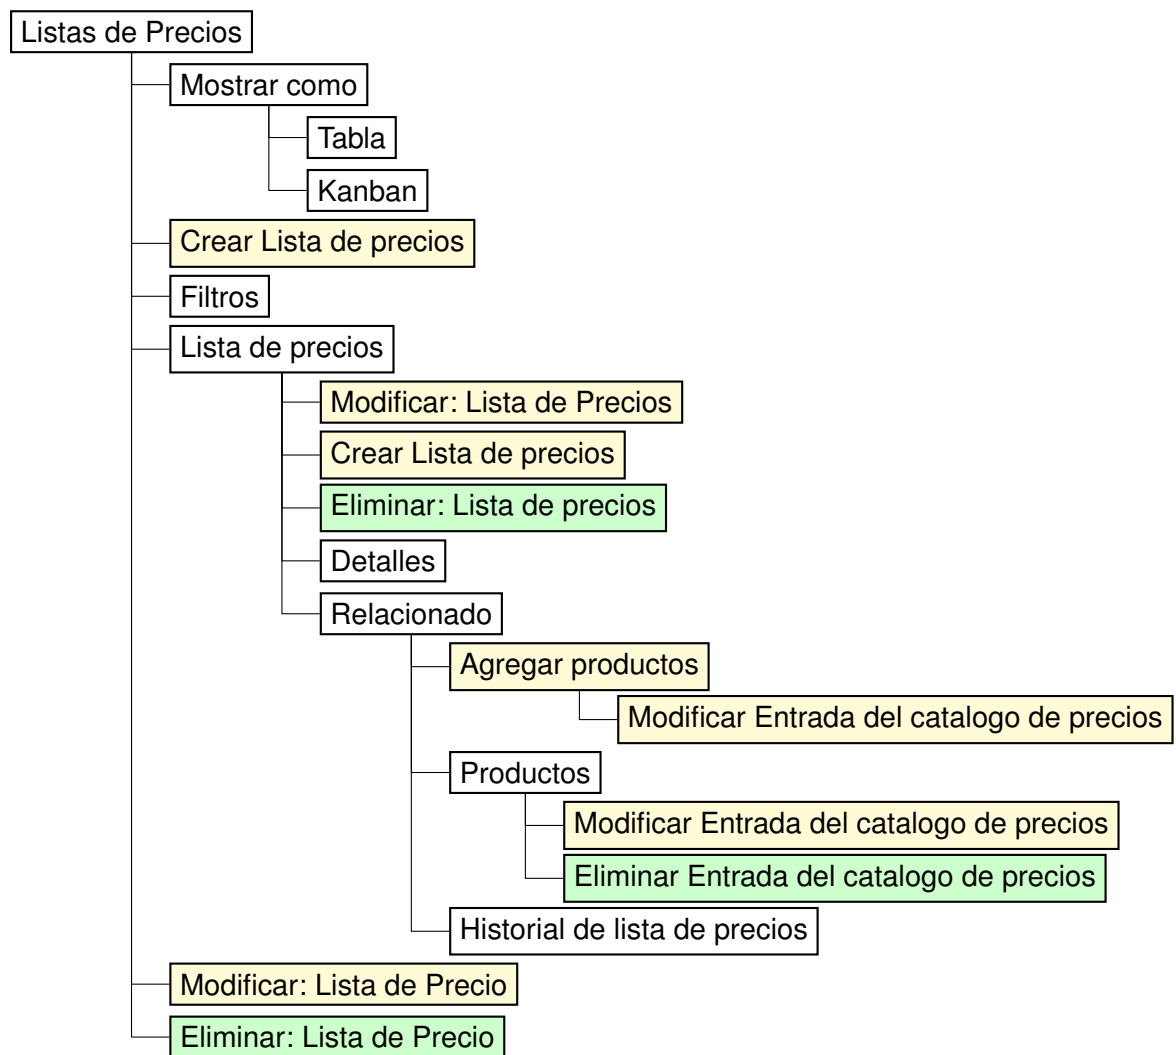 Listas de Precios
Mostrar como
Tabla
Kanban
Crear Lista de precios
Filtros
Lista de precios
Modificar: Lista de Precios
Crear Lista de precios
Eliminar: Lista de precios
Detalles
Relacionado
Agregar productos
Modificar Entrada del catalogo de precios
Productos
Modificar Entrada del catalogo de precios
Eliminar Entrada del catalogo de precios
Historial de lista de precios
Modificar: Lista de Precio
Eliminar: Lista de Precio